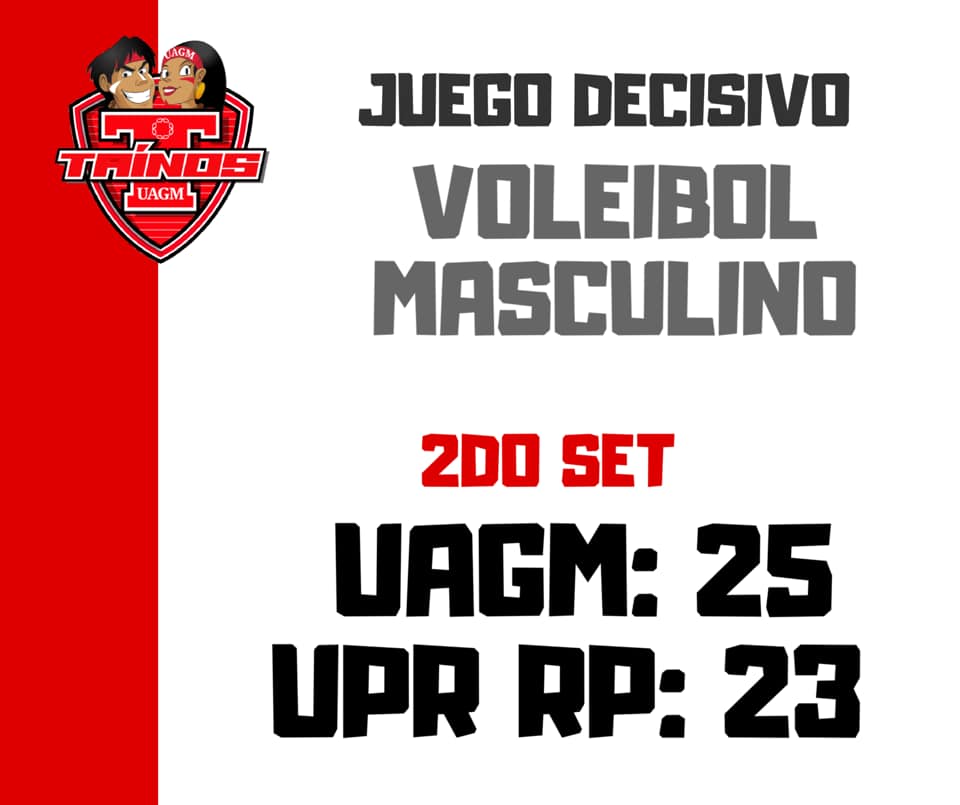 UAGM
T
TAÍNOS
UAGM
JUEGO DECISIVO
VOLEIBOL
MASCULINO
2DO SET
UAGM: 25
UPR RP: 23